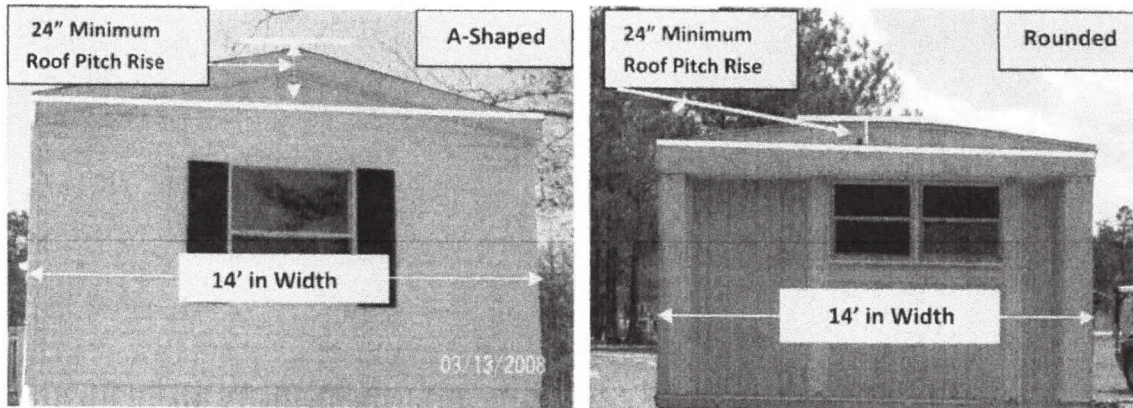 24” Minimum
Roof Pitch Rise
A-Shaped
14’ in Width
03/13/2008
24” Minimum
Roof Pitch Rise
Rounded
14’ in Width